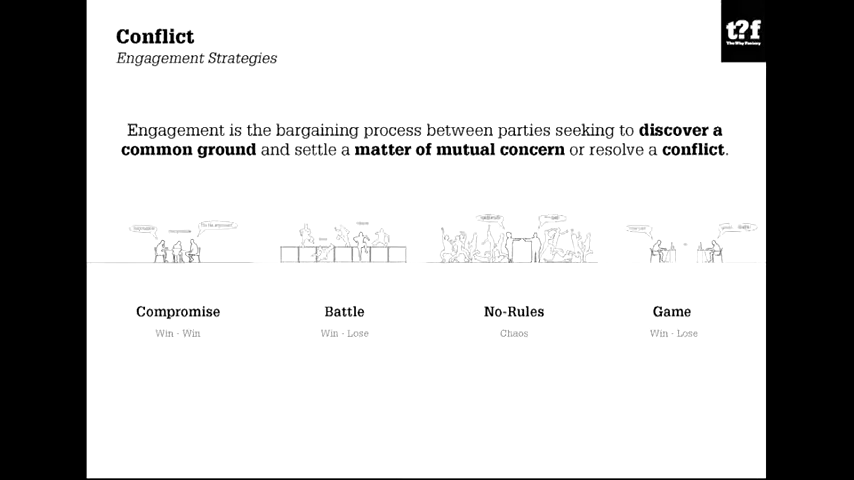 Conflict
Engagement Strategies
t?f
The Why Factory
Engagement is the bargaining process between parties seeking to discover a
common ground and settle a matter of mutual concern or resolve a conflict.
Compromise
Battle
No-Rules
Game
Win - Win
Win - Lose
Chaos
Win - Lose